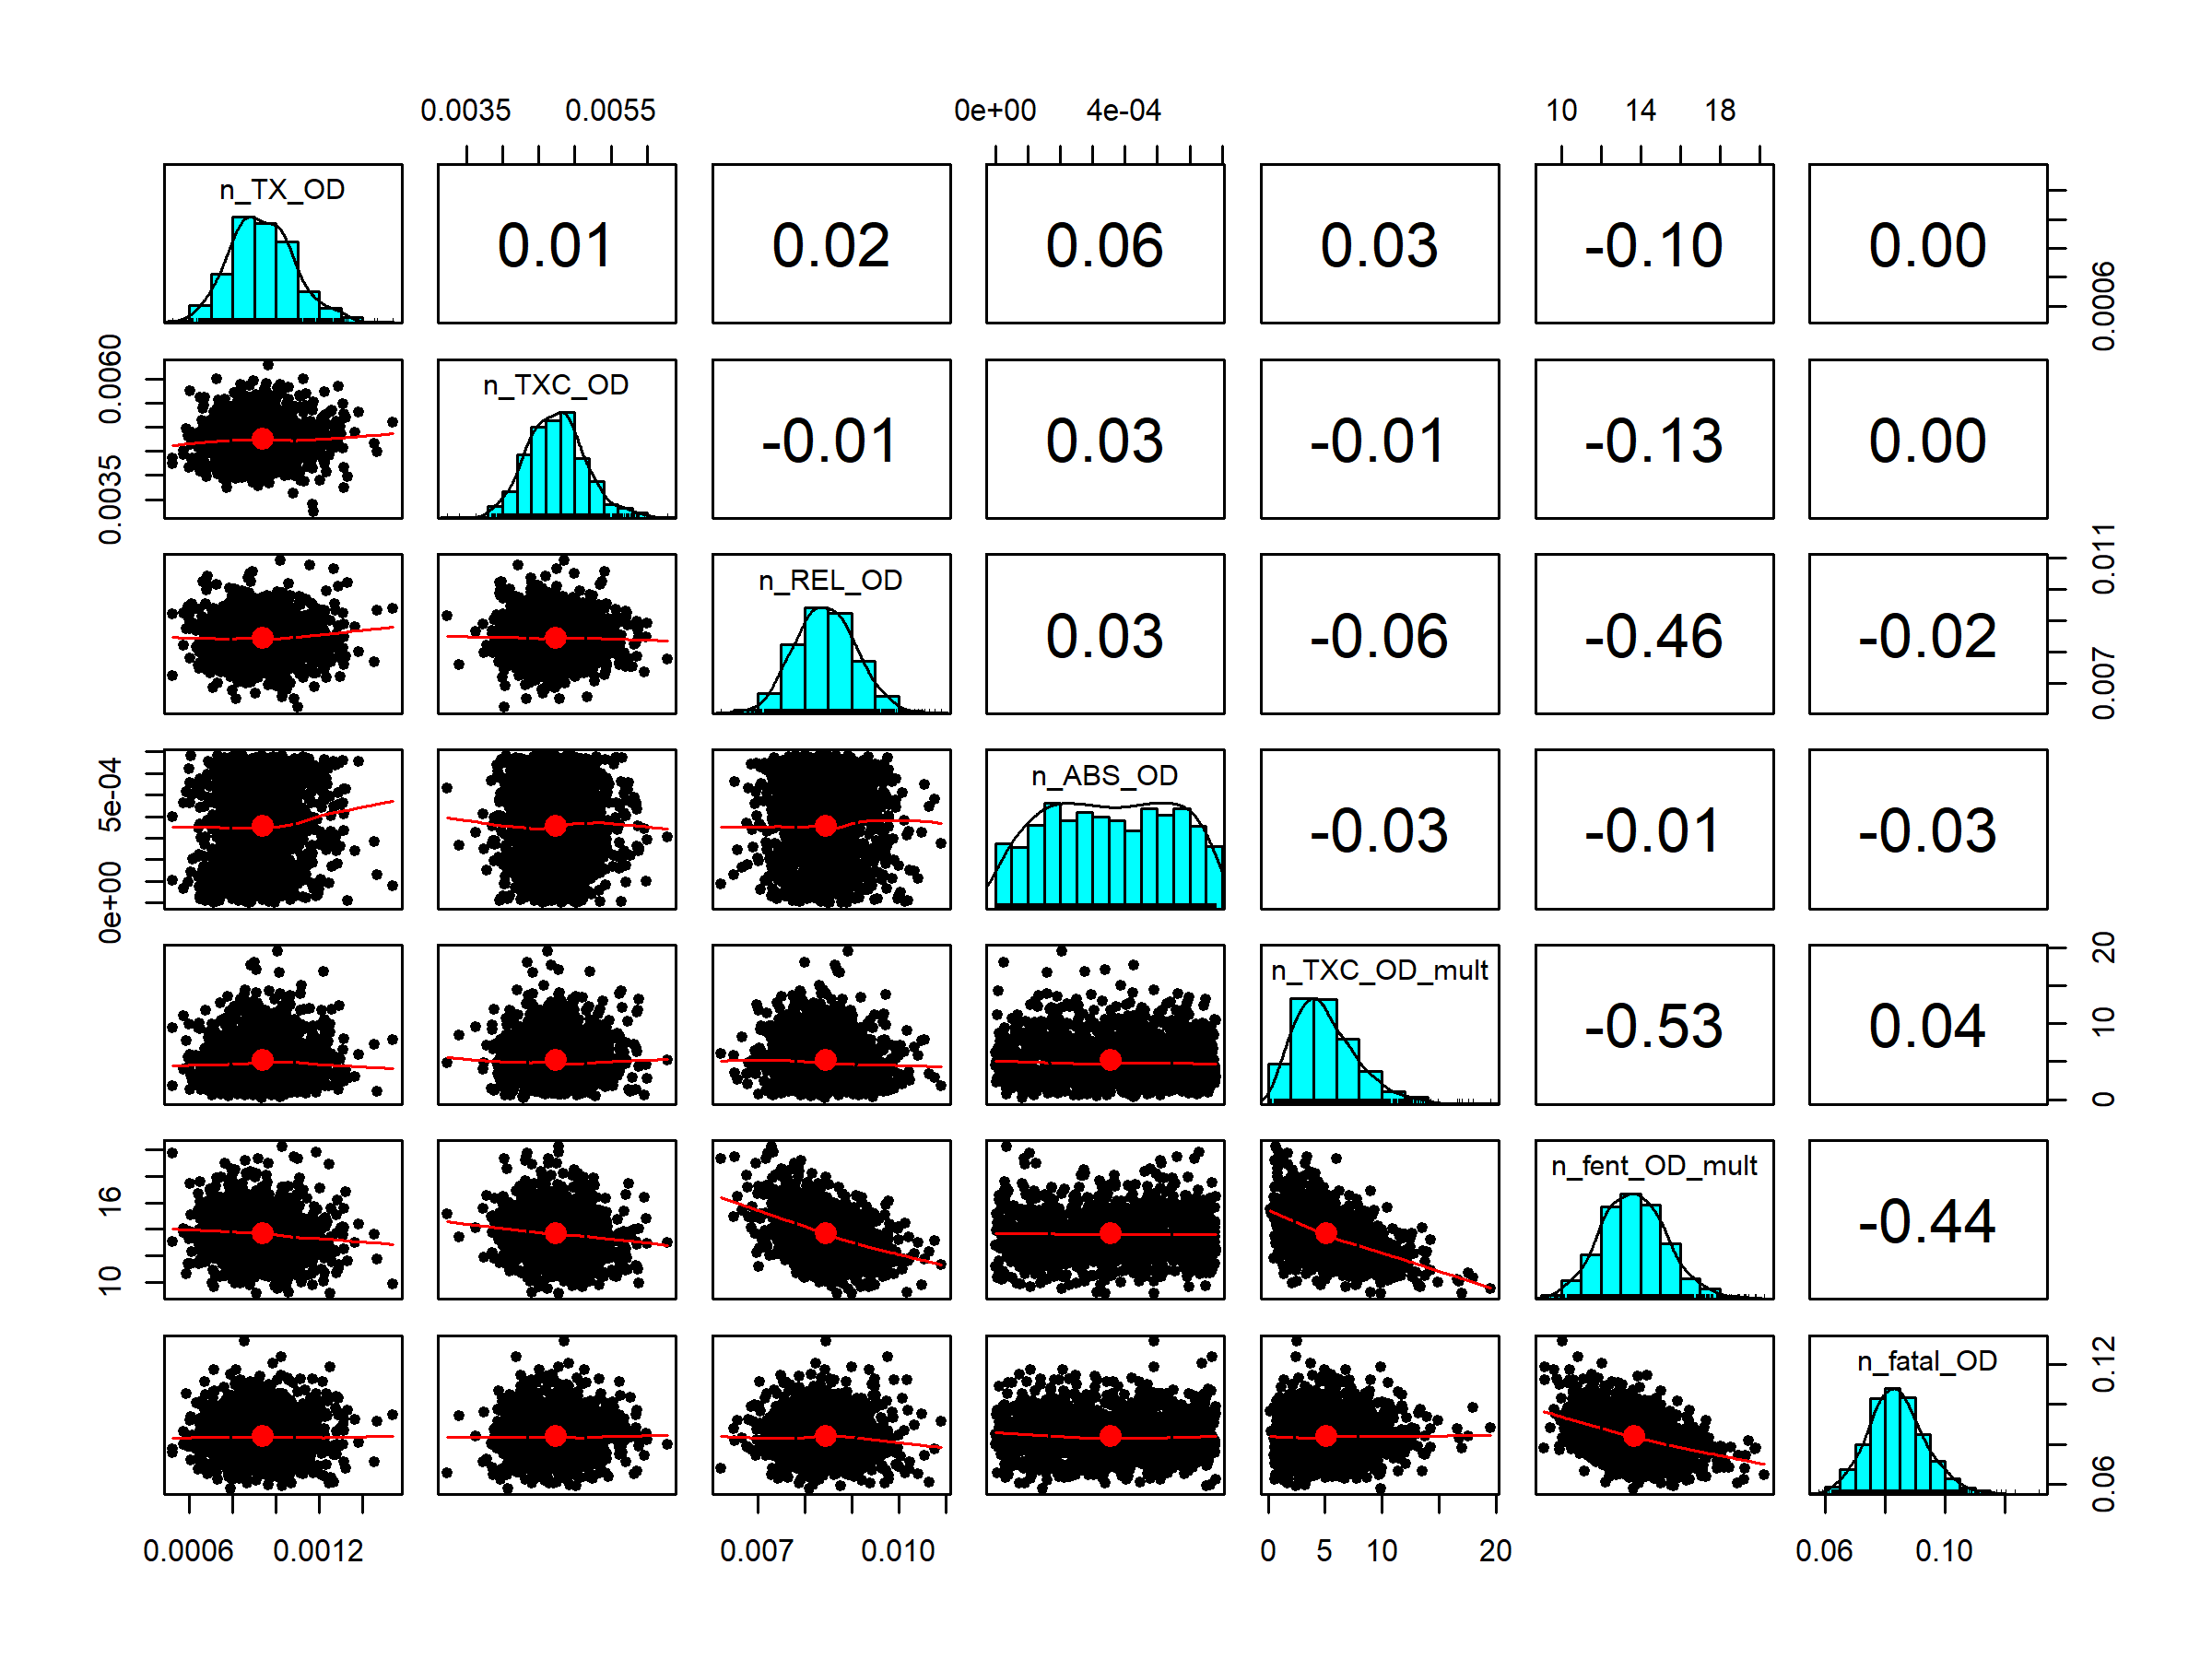 0.0035 0.0055 0e+00 4e-04 10 14 18
n_TX_OD 0.01 0.02 0.06 0.03 -0.10 0.00
0.0006
0.0060 0.0035
n_TXC_OD -0.01 0.03 -0.01 -0.13 0.00
n_REL_OD 0.03 -0.06 -0.46 -0.02
0.011 0.007
5e-04 0e+00
n_ABS_OD -0.03 -0.01 -0.03
n_TXC_OD_mult -0.53 0.04
20 10 0
16 10
n_fent_OD_mult -0.44
n_fatal_OD
0.12 0.06
0.0006 0.0012 0.007 0.010 0 5 10 20 0.06 0.10